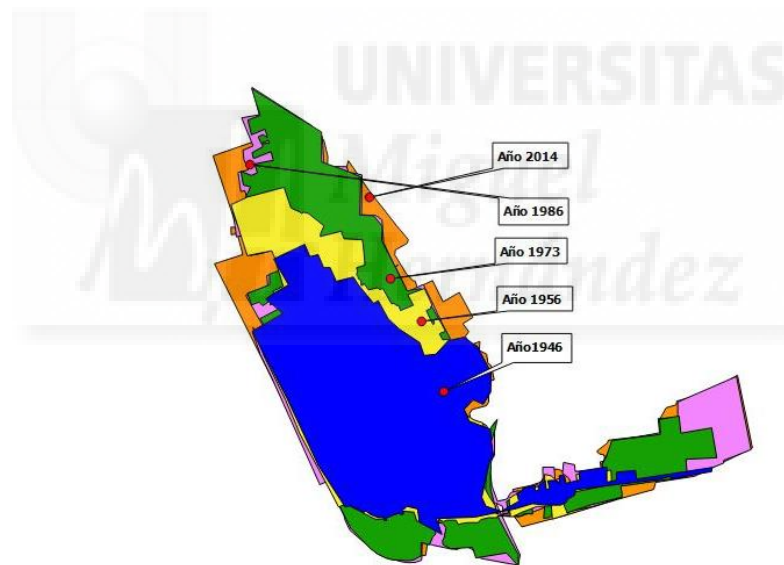 UNIVERSITAS
Miguel
Hernández
Año 2014
Año 1986
Año 1973
Año 1956
Año1946